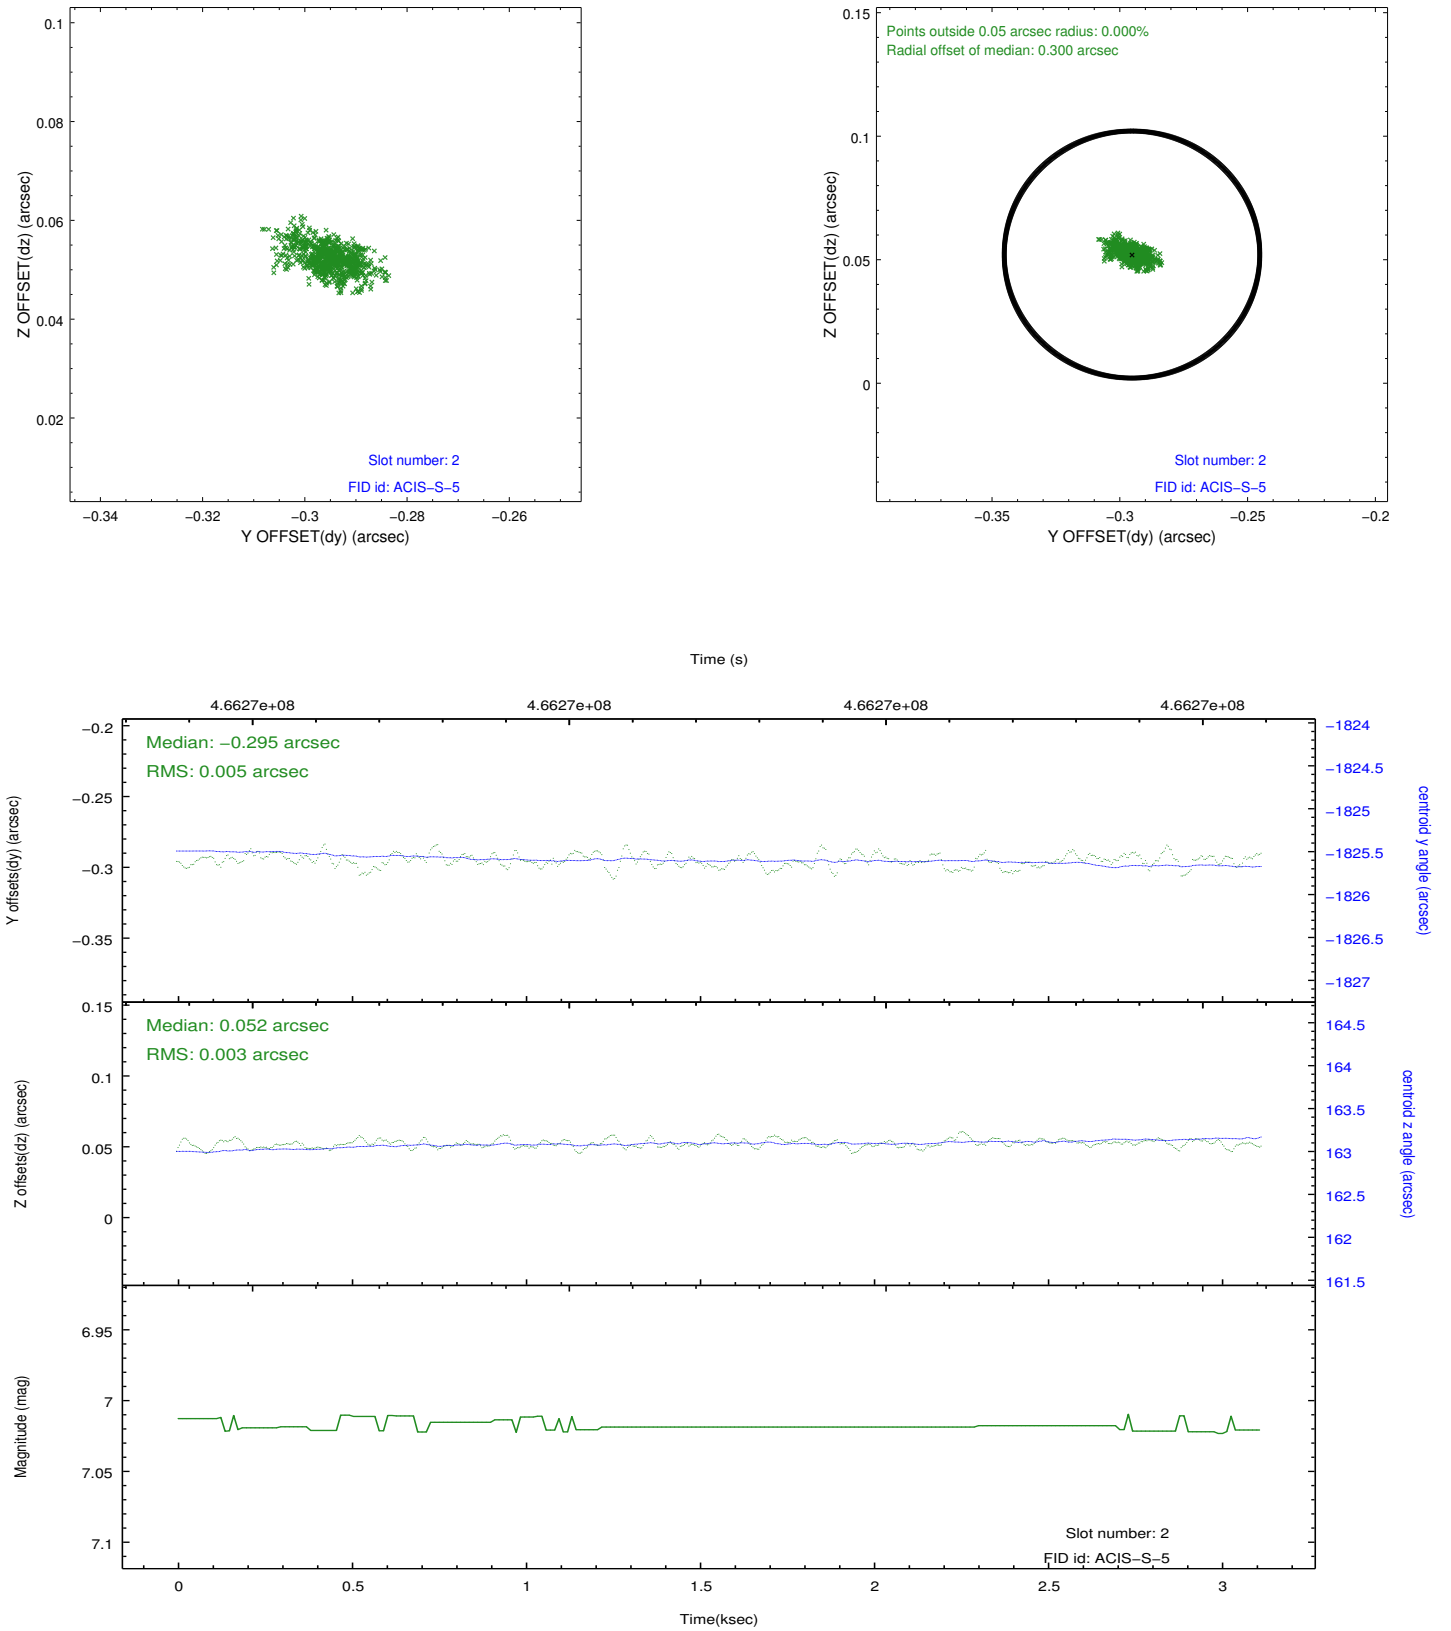 0.1
0.08
0.06
0.04
0.02
Z OFFSET(dz) (arcsec)
Slot number: 2
FID id: ACIS−S−5
−0.34 −0.32 −0.3 −0.28 −0.26
Y OFFSET(dy) (arcsec)
0.15
0.1
0.05
0
Z OFFSET(dz) (arcsec)
Points outside 0.05 arcsec radius: 0.000%
Radial offset of median: 0.300 arcsec
Slot number: 2
FID id: ACIS−S−5
−0.35 −0.3 −0.25 −0.2
Y OFFSET(dy) (arcsec)
Time (s)
4.6627e+08 4.6627e+08 4.6627e+08 4.6627e+08
−0.2
−0.25
−0.3
−0.35
Y offsets(dy) (arcsec)
Median: −0.295 arcsec
RMS: 0.005 arcsec
−1824
−1824.5
−1825
−1825.5
−1826
−1826.5
−1827
centroid y angle (arcsec)
0.15
0.1
0.05
0
Z offsets(dz) (arcsec)
Median: 0.052 arcsec
RMS: 0.003 arcsec
164.5
164
163.5
163
162.5
162
161.5
centroid z angle (arcsec)
6.95
7
7.05
7.1
Magnitude (mag)
Slot number: 2
FID id: ACIS−S−5
0 0.5 1 1.5 2 2.5 3
Time(ksec)